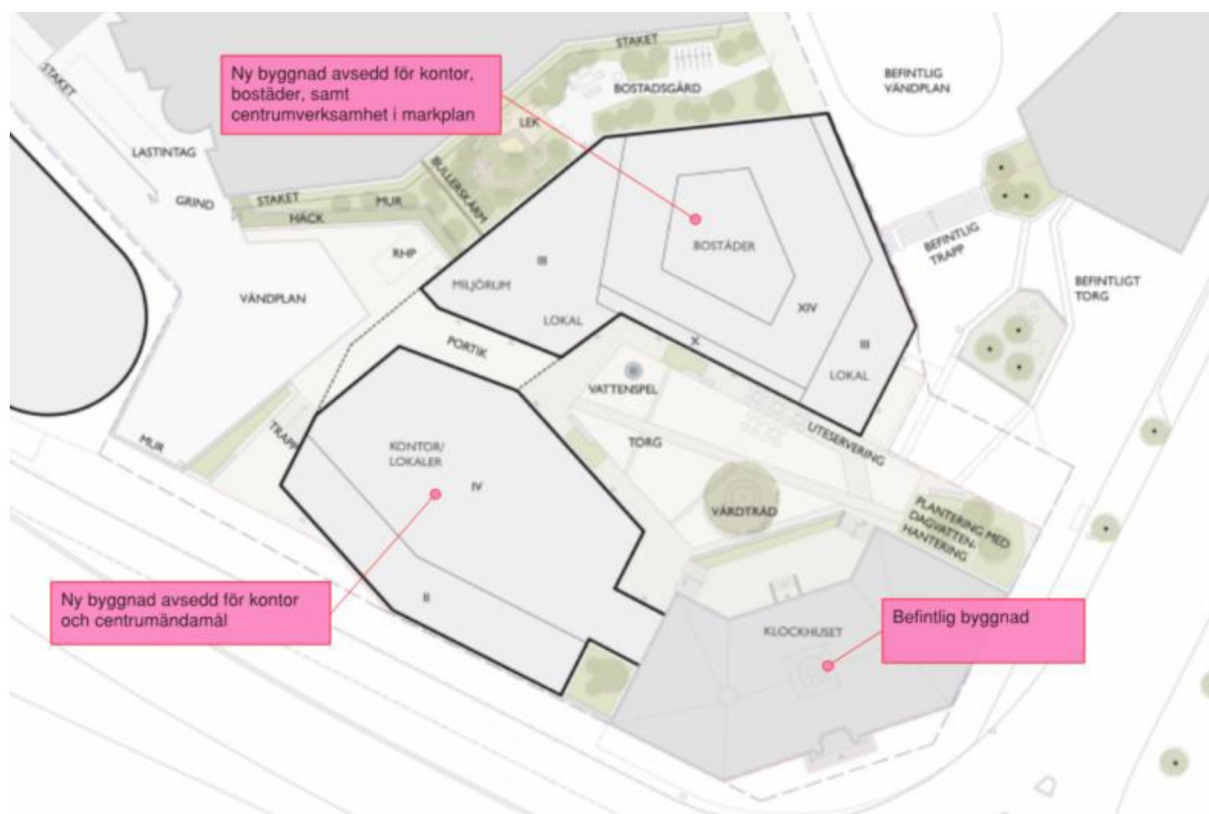 STAKET
Ny byggnad avsedd för kontor,
bostäder, samt
centrumverksamhet i markplan
STAKET
BOSTADSGÅRD
BEFINTLIG
VÄNDPLAN
LEK
LASTINTAG
BULLERSKÄRM
GRIND
STAKET
MUR
HÄCK
RHP
BOSTÄDER
BEFINTLIG
TRAPP
III
MILJÖRUM
BEFINTLIGT
TORG
VÄNDPLAN
LOKAL
XIV
X
III
PORTIK
LOKAL
VATTENSPEL
UTESERVERING
TORG
TRAPP
MUR
KONTOR/
LOKALER
IV
VÅRDTRÄD
PLANTERING MED
DAGVATTEN-
HANTERING
Ny byggnad avsedd för kontor
och centrumändamål
II
KLOCKHUSET
Befintlig byggnad